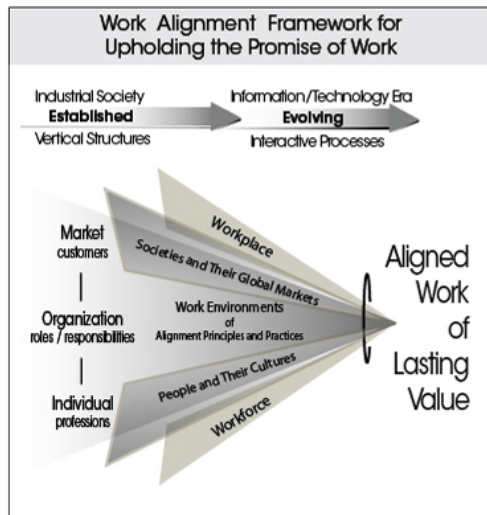 Work Alignment Framework for
Upholding the Promise of Work
Industrial Society
Established
Vertical Structures
Information/Technology Era
Evolving
Interactive Processes
Market
customers
Organization
roles / responsibilities
Individual
professions
Workplace
Societies and Their Global Markets
Work Environments
of
Alignment Principles and Practices
People and Their Cultures
Workforce
Aligned
Work
of
Lasting
Value